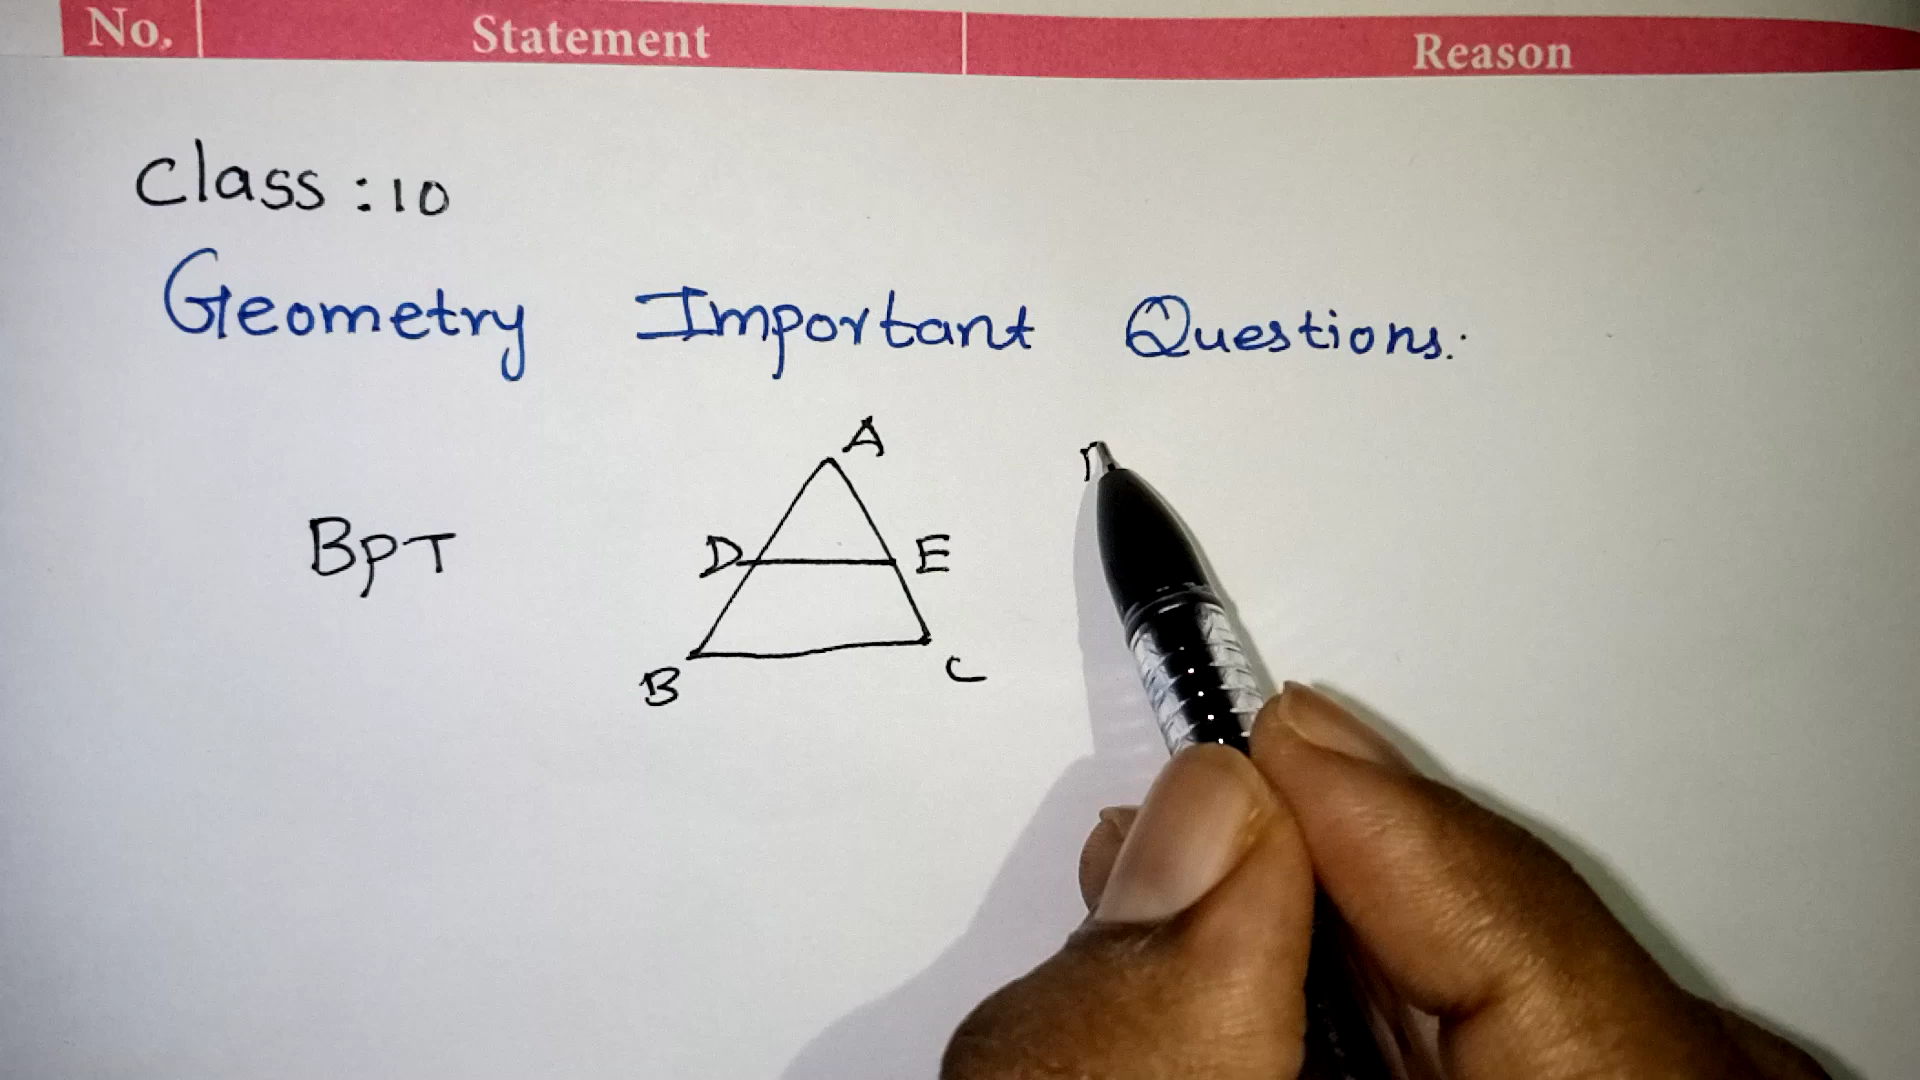 No. Statement Reason
Class : 10
Geometry Important Questions.
A
BPT
D E
B C